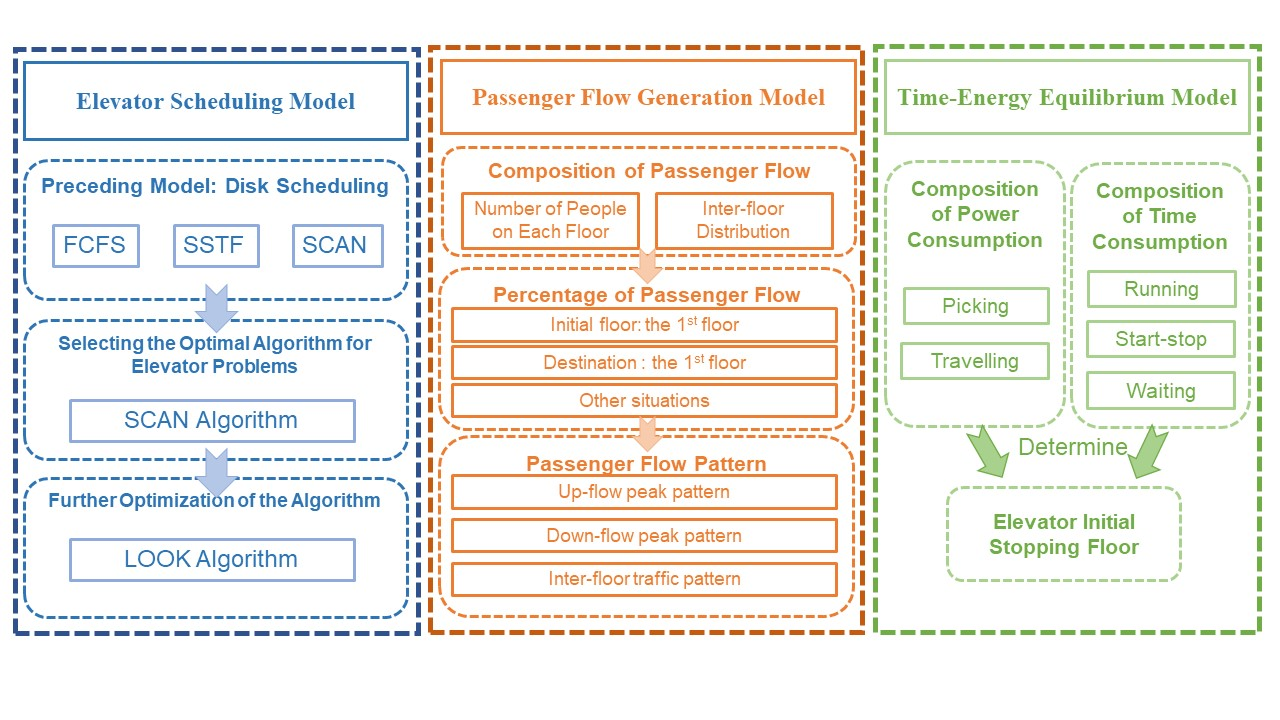 Elevator Scheduling Model
Preceding Model: Disk Scheduling
FCFS
SSTF
SCAN
Selecting the Optimal Algorithm for
Elevator Problems
SCAN Algorithm
Further Optimization of the Algorithm
LOOK Algorithm
Passenger Flow Generation Model
Composition of Passenger Flow
Number of People
on Each Floor
Inter-floor
Distribution
Percentage of Passenger Flow
Initial floor: the 1st floor
Destination : the 1st floor
Other situations
Passenger Flow Pattern
Up-flow peak pattern
Down-flow peak pattern
Inter-floor traffic pattern
Time-Energy Equilibrium Model
Composition
of Power
Consumption
Picking
Travelling
Composition
of Time
Consumption
Running
Start-stop
Waiting
Determine
Elevator Initial
Stopping Floor